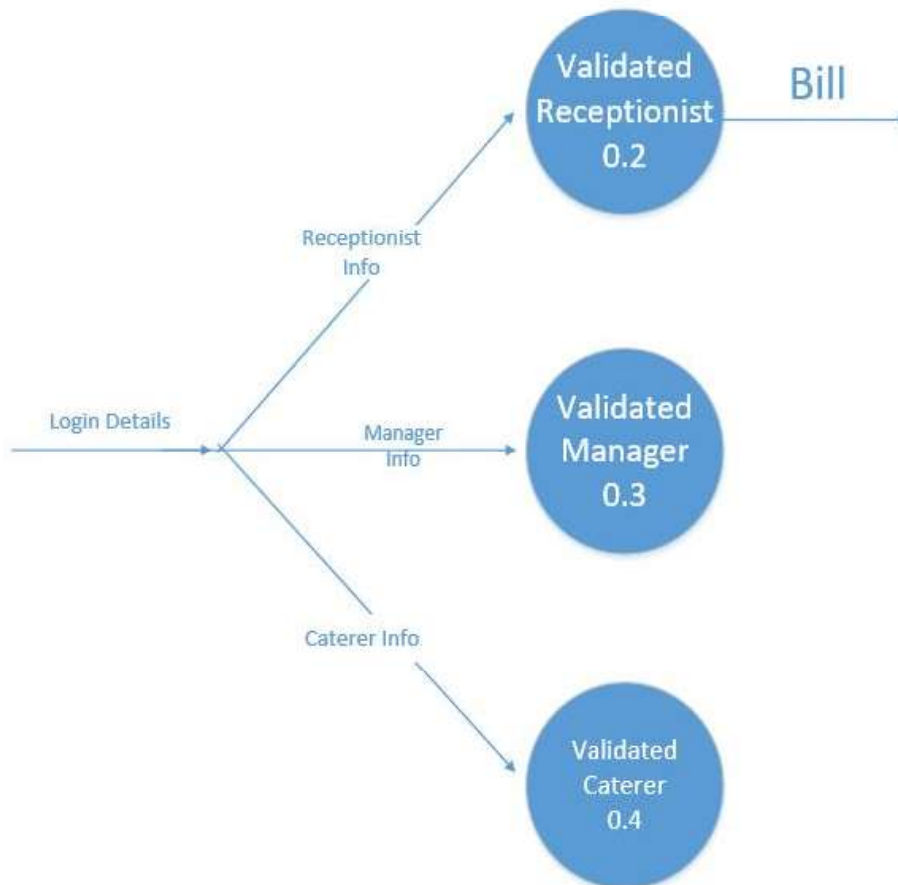 Validated
Receptionist
0.2
Bill
Receptionist
Info
Login Details
Manager
Info
Validated
Manager
0.3
Caterer Info
Validated
Caterer
0.4